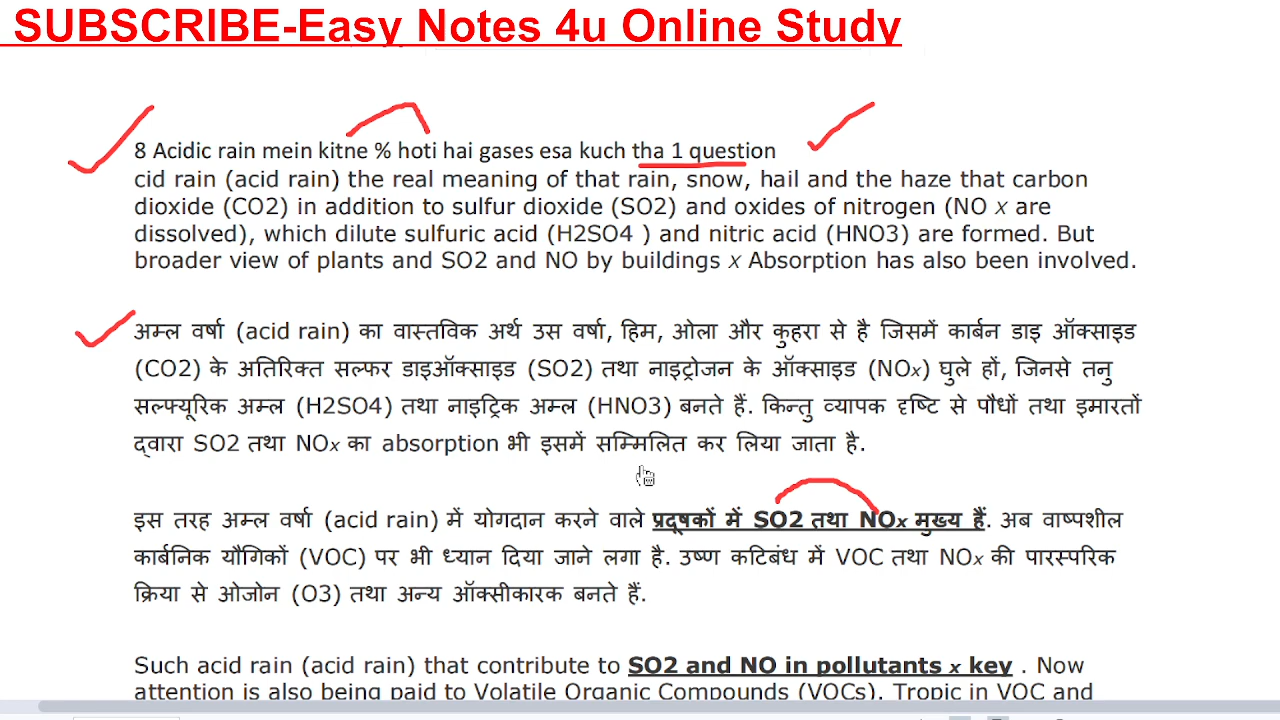 SUBSCRIBE-Easy Notes 4u Online Study
8 Acidic rain mein kitne % hoti hai gases esa kuch tha 1 question
cid rain (acid rain) the real meaning of that rain, snow, hail and the haze that carbon
dioxide (CO2) in addition to sulfur dioxide (SO2) and oxides of nitrogen (NO x are
dissolved), which dilute sulfuric acid (H2SO4 ) and nitric acid (HNO3) are formed. But
broader view of plants and SO2 and NO by buildings x Absorption has also been involved.
अम्ल वर्षा (acid rain) का वास्तविक अर्थ उस वर्षा, हिम, ओला और कुहरा से है जिसमें कार्बन डाइ ऑक्साइड
(CO2) के अतिरिक्त सल्फर डाइऑक्साइड (SO2) तथा नाइट्रोजन के ऑक्साइड (NOx) घुले हों, जिनसे तनु
सल्फ्यूरिक अम्ल (H2SO4) तथा नाइट्रिक अम्ल (HNO3) बनते हैं. किन्तु व्यापक दृष्टि से पौधों तथा इमारतों
द्वारा SO2 तथा NOx का absorption भी इसमें सम्मिलित कर लिया जाता है.
इस तरह अम्ल वर्षा (acid rain) में योगदान करने वाले प्रदूषकों में SO2 तथा NOx मुख्य हैं. अब वाष्पशील
कार्बनिक यौगिकों (VOC) पर भी ध्यान दिया जाने लगा है. उष्ण कटिबंध में VOC तथा NOx की पारस्परिक
क्रिया से ओजोन (O3) तथा अन्य ऑक्सीकारक बनते हैं.
Such acid rain (acid rain) that contribute to SO2 and NO in pollutants x key . Now
attention is also being paid to Volatile Organic Compounds (VOCs). Tropic in VOC and